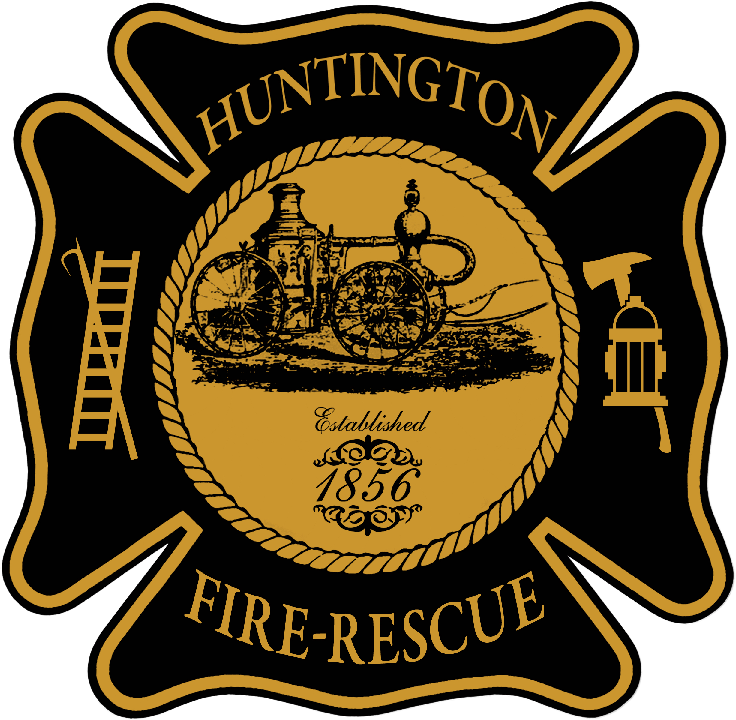 HUNTINGTON
Established
1856
FIRE-RESCUE